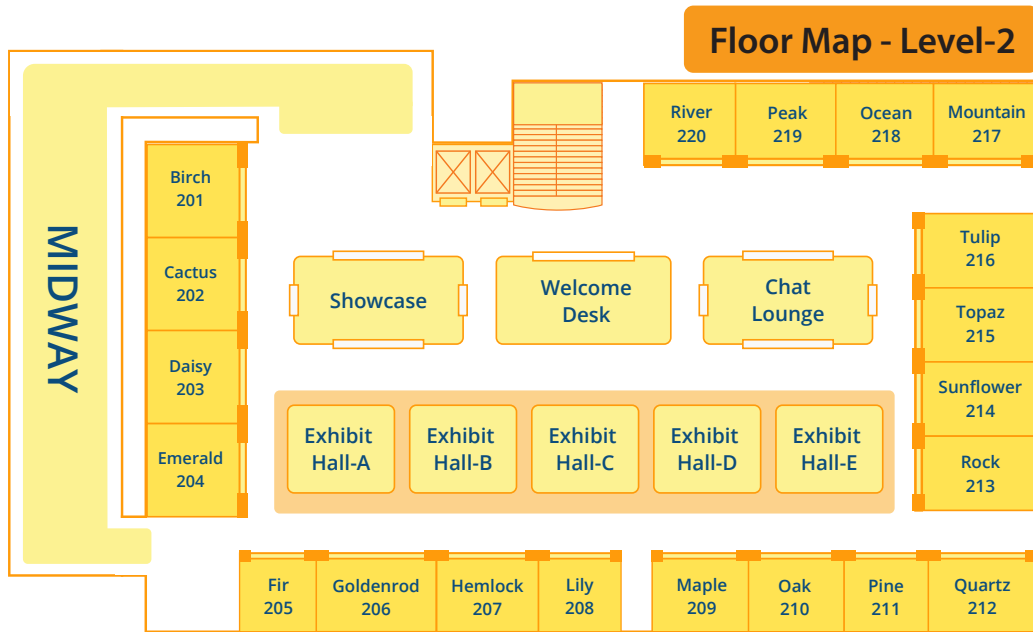 Floor Map - Level-2
River
220
Peak
219
Ocean
218
Mountain
217
Birch
201
Cactus
202
Daisy
203
Emerald
204
MIDWAY
Showcase
Welcome
Desk
Chat
Lounge
Tulip
216
Topaz
215
Sunflower
214
Rock
213
Exhibit
Hall-A
Exhibit
Hall-B
Exhibit
Hall-C
Exhibit
Hall-D
Exhibit
Hall-E
Fir
205
Goldenrod
206
Hemlock
207
Lily
208
Maple
209
Oak
210
Pine
211
Quartz
212